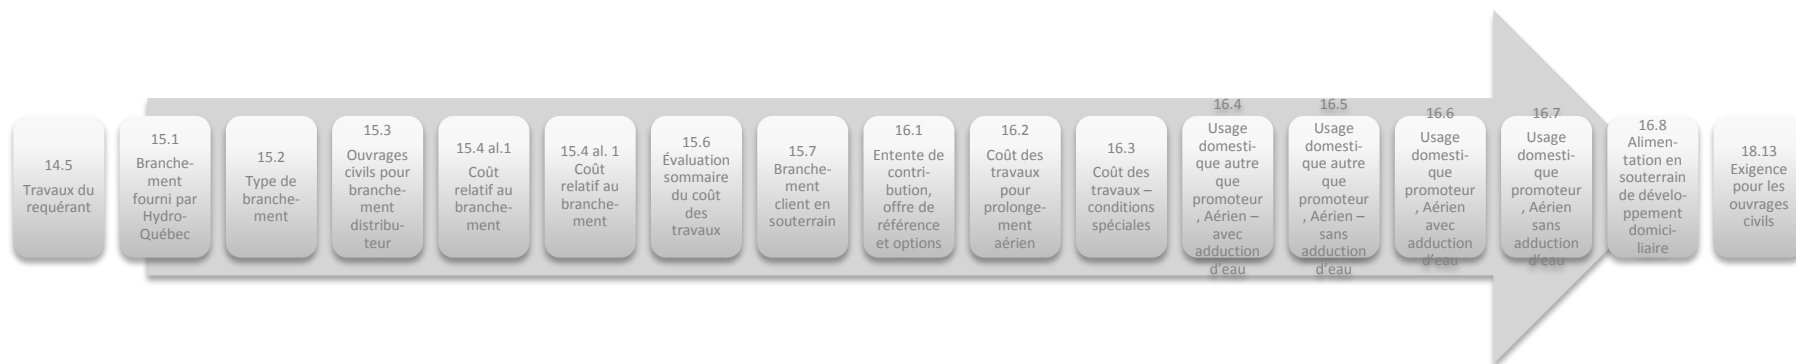 14.5
Travaux du
requérant
15.1
Branche-
ment
fourni par
Hydro-
Québec
15.2
Type de
branche-
ment
15.3
Ouvrages
civils pour
branche-
ment
distribu-
teur
15.4 al.1
Coût
relatif au
branche-
ment
15.4 al. 1
Coût
relatif au
branche-
ment
15.6
Évaluation
sommaire
du coût
des
travaux
15.7
Branche-
ment
client en
souterrain
16.1
Entente de
contri-
bution,
offre de
référence
et options
16.2
Coût des
travaux
pour
prolonge-
ment
aérien
16.3
Coût des
travaux –
conditions
spéciales
16.4
Usage
domesti-
que autre
que
promoteur
, Aérien –
avec
adduction
d'eau
16.5
Usage
domesti-
que autre
que
promoteur
, Aérien –
sans
adduction
d'eau
16.6
Usage
domesti-
que
promoteur
, Aérien
avec
adduction
d'eau
16.7
Usage
domesti-
que
promoteur
, Aérien
sans
adduction
d'eau
16.8
Alimen-
tation en
souterrain
de dévelo-
ppement
domici-
liaire
18.13
Exigence
pour les
ouvrages
civils